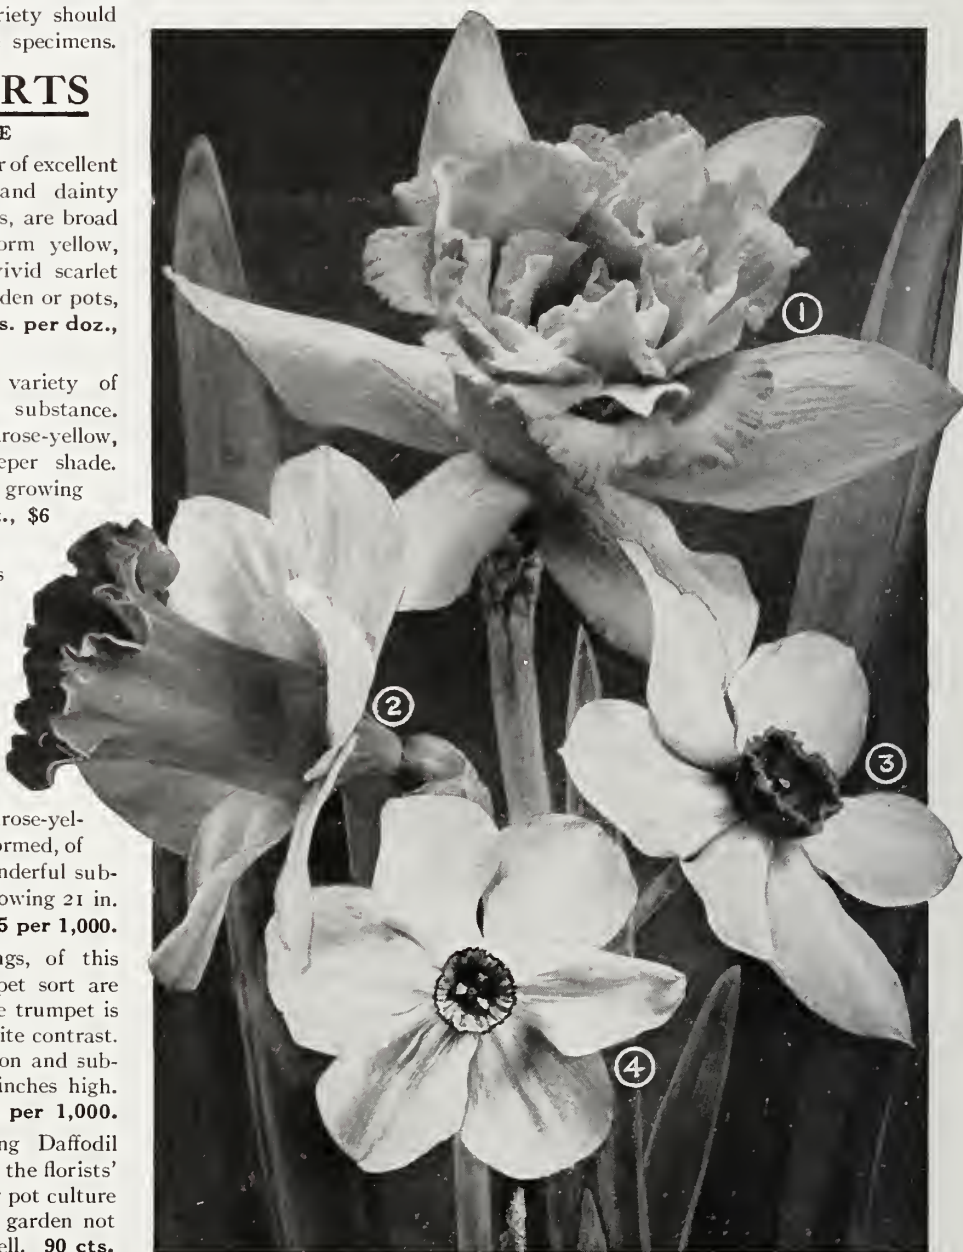 riety should
specimens.
RTS
E
r of excellent
and dainty
s, are broad
orm yellow,
vivid scarlet
den or pots,
s. per doz.,
variety of
substance.
rose-yellow,
eper shade.
growing
., $6
s
rose-yel-
ormed, of
nderful sub-
owing 21 in.
5 per 1,000.
ngs, of this
pet sort are
e trumpet is
ite contrast.
on and sub-
inches high.
per 1,000.
ng Daffodil
the florists'
pot culture
garden not
ell. 90 cts.
1
2
3
4